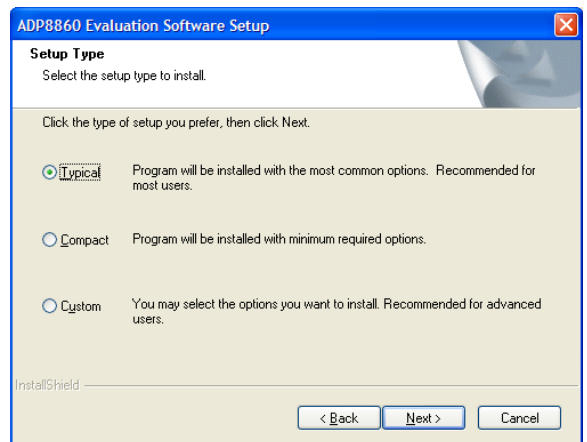 ADP8860 Evaluation Software Setup
Setup Type
Select the setup type to install.
Click the type of setup you prefer, then click Next.
Typical
Program will be installed with the most common options. Recommended for
most users.
Compact
Program will be installed with minimum required options.
Custom
You may select the options you want to install. Recommended for advanced
users.
InstallShield
< Back
Next >
Cancel